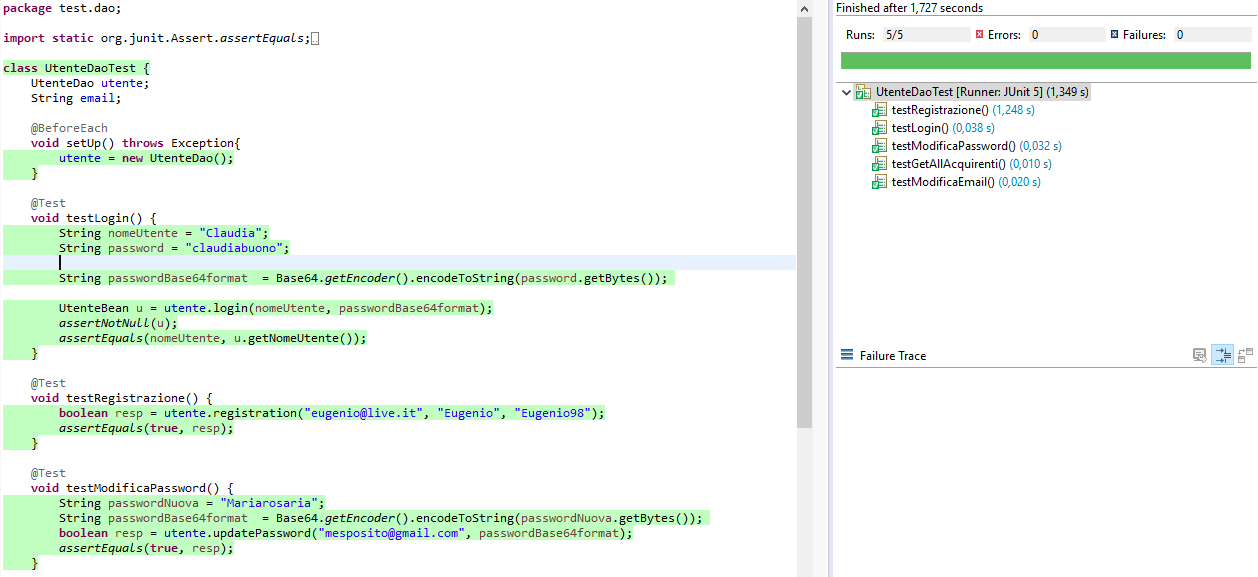 package test.dao;
import static org.junit.Assert.assertEquals;
class UtenteDaoTest {
UtenteDao utente;
String email;
@BeforeEach
void setUp() throws Exception{
utente = new UtenteDao();
}
@Test
void testLogin() {
String nomeUtente = "Claudia";
String password = "claudiabuono";
String passwordBase64format  = Base64.getEncoder().encodeToString(password.getBytes());
UtenteBean u = utente.login(nomeUtente, passwordBase64format);
assertNotNull(u);
assertEquals(nomeUtente, u.getNomeUtente());
}
@Test
void testRegistrazione() {
boolean resp = utente.registration("eugenio@live.it", "Eugenio", "Eugenio98");
assertEquals(true, resp);
}
@Test
void testModificaPassword() {
String passwordNuova = "Mariarosaria";
String passwordBase64format  = Base64.getEncoder().encodeToString(passwordNuova.getBytes());
boolean resp = utente.updatePassword("mesposito@gmail.com", passwordBase64format);
assertEquals(true, resp);
}
Finished after 1,727 seconds
Runs: 5/5 Errors: 0 Failures: 0
UtenteDaoTest [Runner: JUnit 5] (1,349 s)
testRegistrazione() (1,248 s)
testLogin() (0,038 s)
testModificaPassword() (0,032 s)
testGetAllAcquirenti() (0,010 s)
testModificaEmail() (0,020 s)
Failure Trace